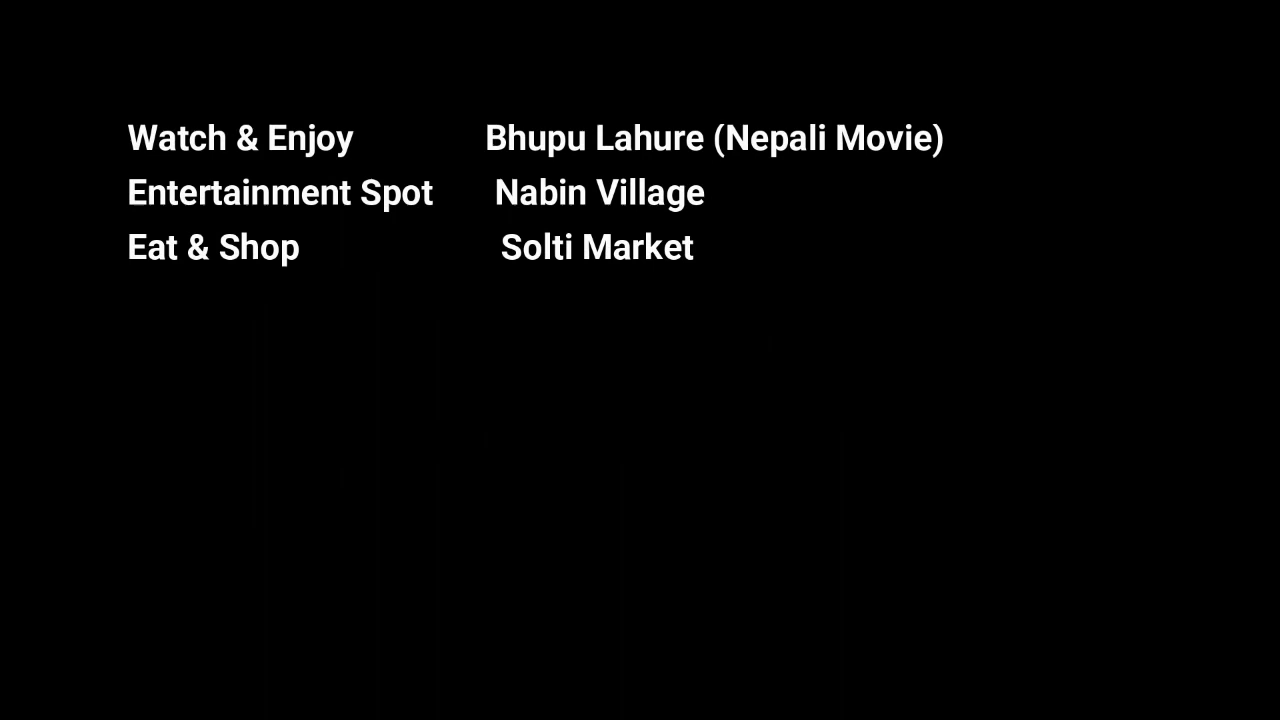 Watch & Enjoy Bhupu Lahure (Nepali Movie)
Entertainment Spot Nabin Village
Eat & Shop Solti Market